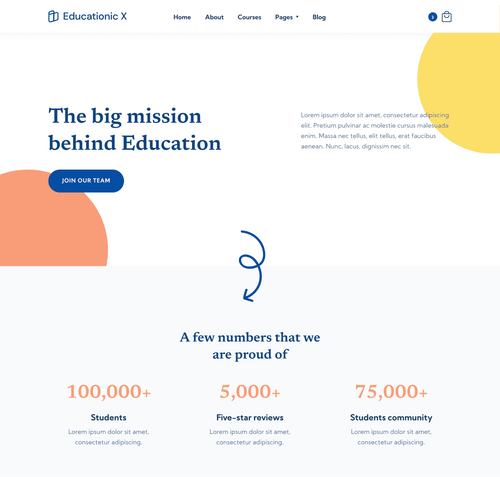 Educationic X
Home About Courses Pages Blog
The big mission
behind Education
Lorem ipsum dolor sit amet, consectetur adipiscing
elit. Pretium pulvinar ac molestie cursus malesuada
enim. Massa nec tellus, elit tellus, erat faucibus
aenean. Nunc, lacus, dignissim nec sit.
JOIN OUR TEAM
A few numbers that we
are proud of
100,000+ 5,000+ 75,000+
Students Five-star reviews Students community
Lorem ipsum dolor sit amet, Lorem ipsum dolor sit amet, Lorem ipsum dolor sit amet,
consectetur adipiscing. consectetur adipiscing. consectetur adipiscing.